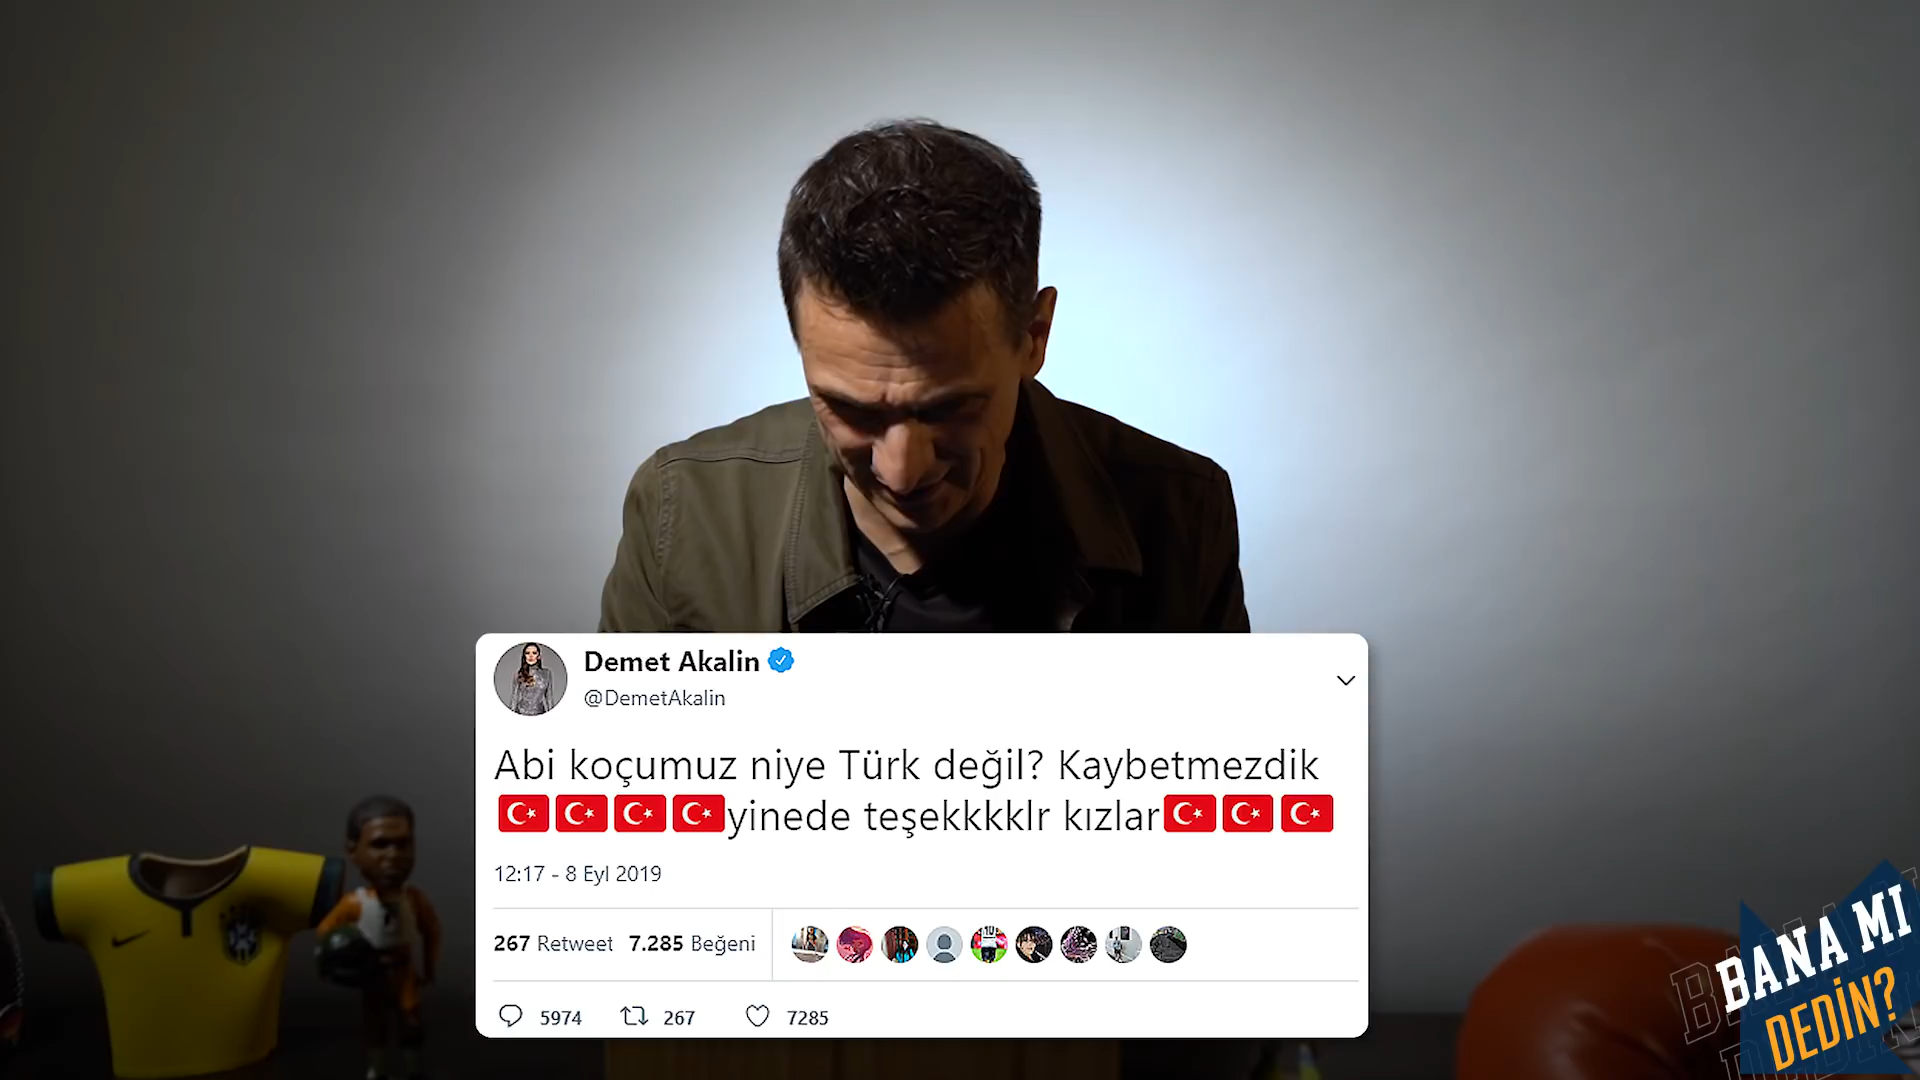 Demet Akalin
@DemetAkalin
Abi koçumuz niye Türk değil? Kaybetmezdik
🇹🇷🇹🇷🇹🇷🇹🇷yinede teşekkkklr kızlar🇹🇷🇹🇷🇹🇷
12:17 - 8 Eyl 2019
267 Retweet 7.285 Beğeni
5974 267 7285
BANA MI
DEDİN?